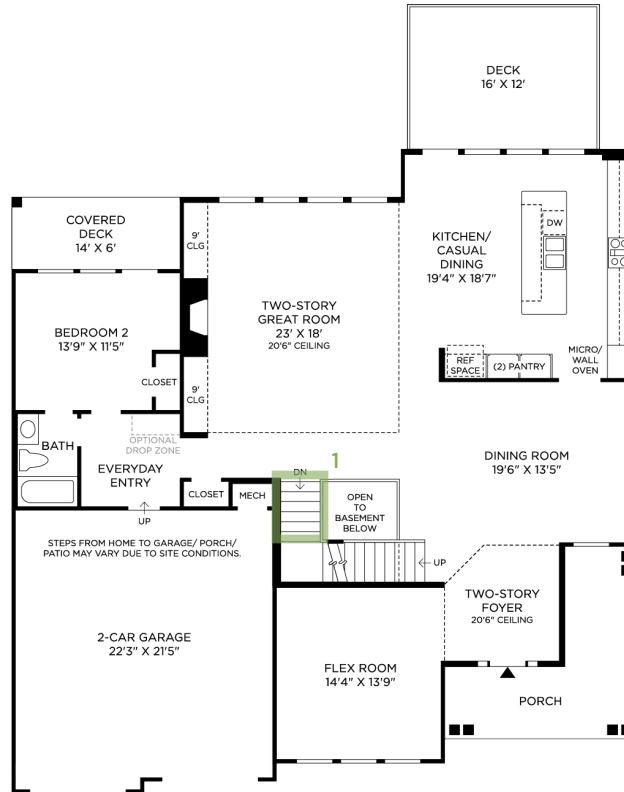 DECK
16' X 12'
COVERED
DECK
14' X 6'
9'
CLG
KITCHEN/
CASUAL
DINING
19'4" X 18'7"
DW
TWO-STORY
GREAT ROOM
23' X 18'
20'6" CEILING
BEDROOM 2
13'9" X 11'5"
CLOSET
9'
CLG
REF
SPACE
(2) PANTRY
MICRO/
WALL
OVEN
BATH
OPTIONAL
DROP ZONE
EVERYDAY
ENTRY
DINING ROOM
19'6" X 13'5"
1
DN
CLOSET
MECH
OPEN
TO
BASEMENT
BELOW
UP
STEPS FROM HOME TO GARAGE/ PORCH/
PATIO MAY VARY DUE TO SITE CONDITIONS.
UP
TWO-STORY
FOYER
20'6" CEILING
2-CAR GARAGE
22'3" X 21'5"
FLEX ROOM
14'4" X 13'9"
PORCH